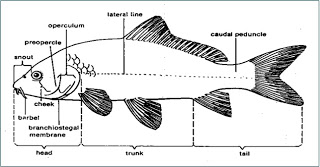 lateral line
operculum
preopercle
caudal peduncle
snout
cheek
barbel
branchiostegal
membrane
head
trunk
tail